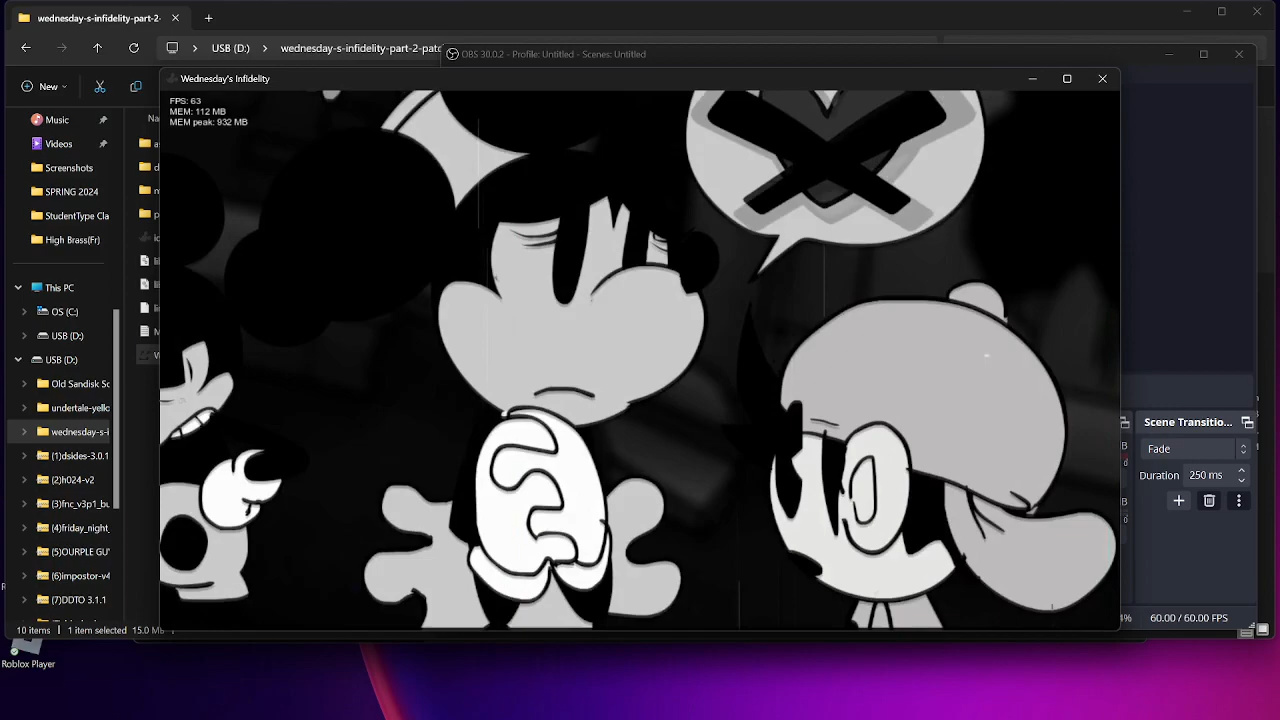 wednesday-s-infidelity-part-2-
USB (D:)
wednesday-s-infidelity-part-2-patc
OBS 30.0.2 - Profile: Untitled - Scenes: Untitled
New
Wednesday's Infidelity
FPS: 63
MEM: 112 MB
MEM peak: 932 MB
Music
Videos
Screenshots
SPRING 2024
StudentType Cla
High Brass(Fr)
This PC
OS (C:)
USB (D:)
USB (D:)
Old Sandisk Sc
undertale-yello
wednesday-s-i
(1)dsides-3.0.1
(2)h024-v2
(3)fnc_v3p1_bu
(4)friday_night_
(5)OURPLE GUY
(6)impostor-v4
(7)DDTO 3.1.1
Scene Transitio...
Fade
Duration 250 ms
60.00 / 60.00 FPS
10 items
1 item selected 15.0 MB
Roblox Player